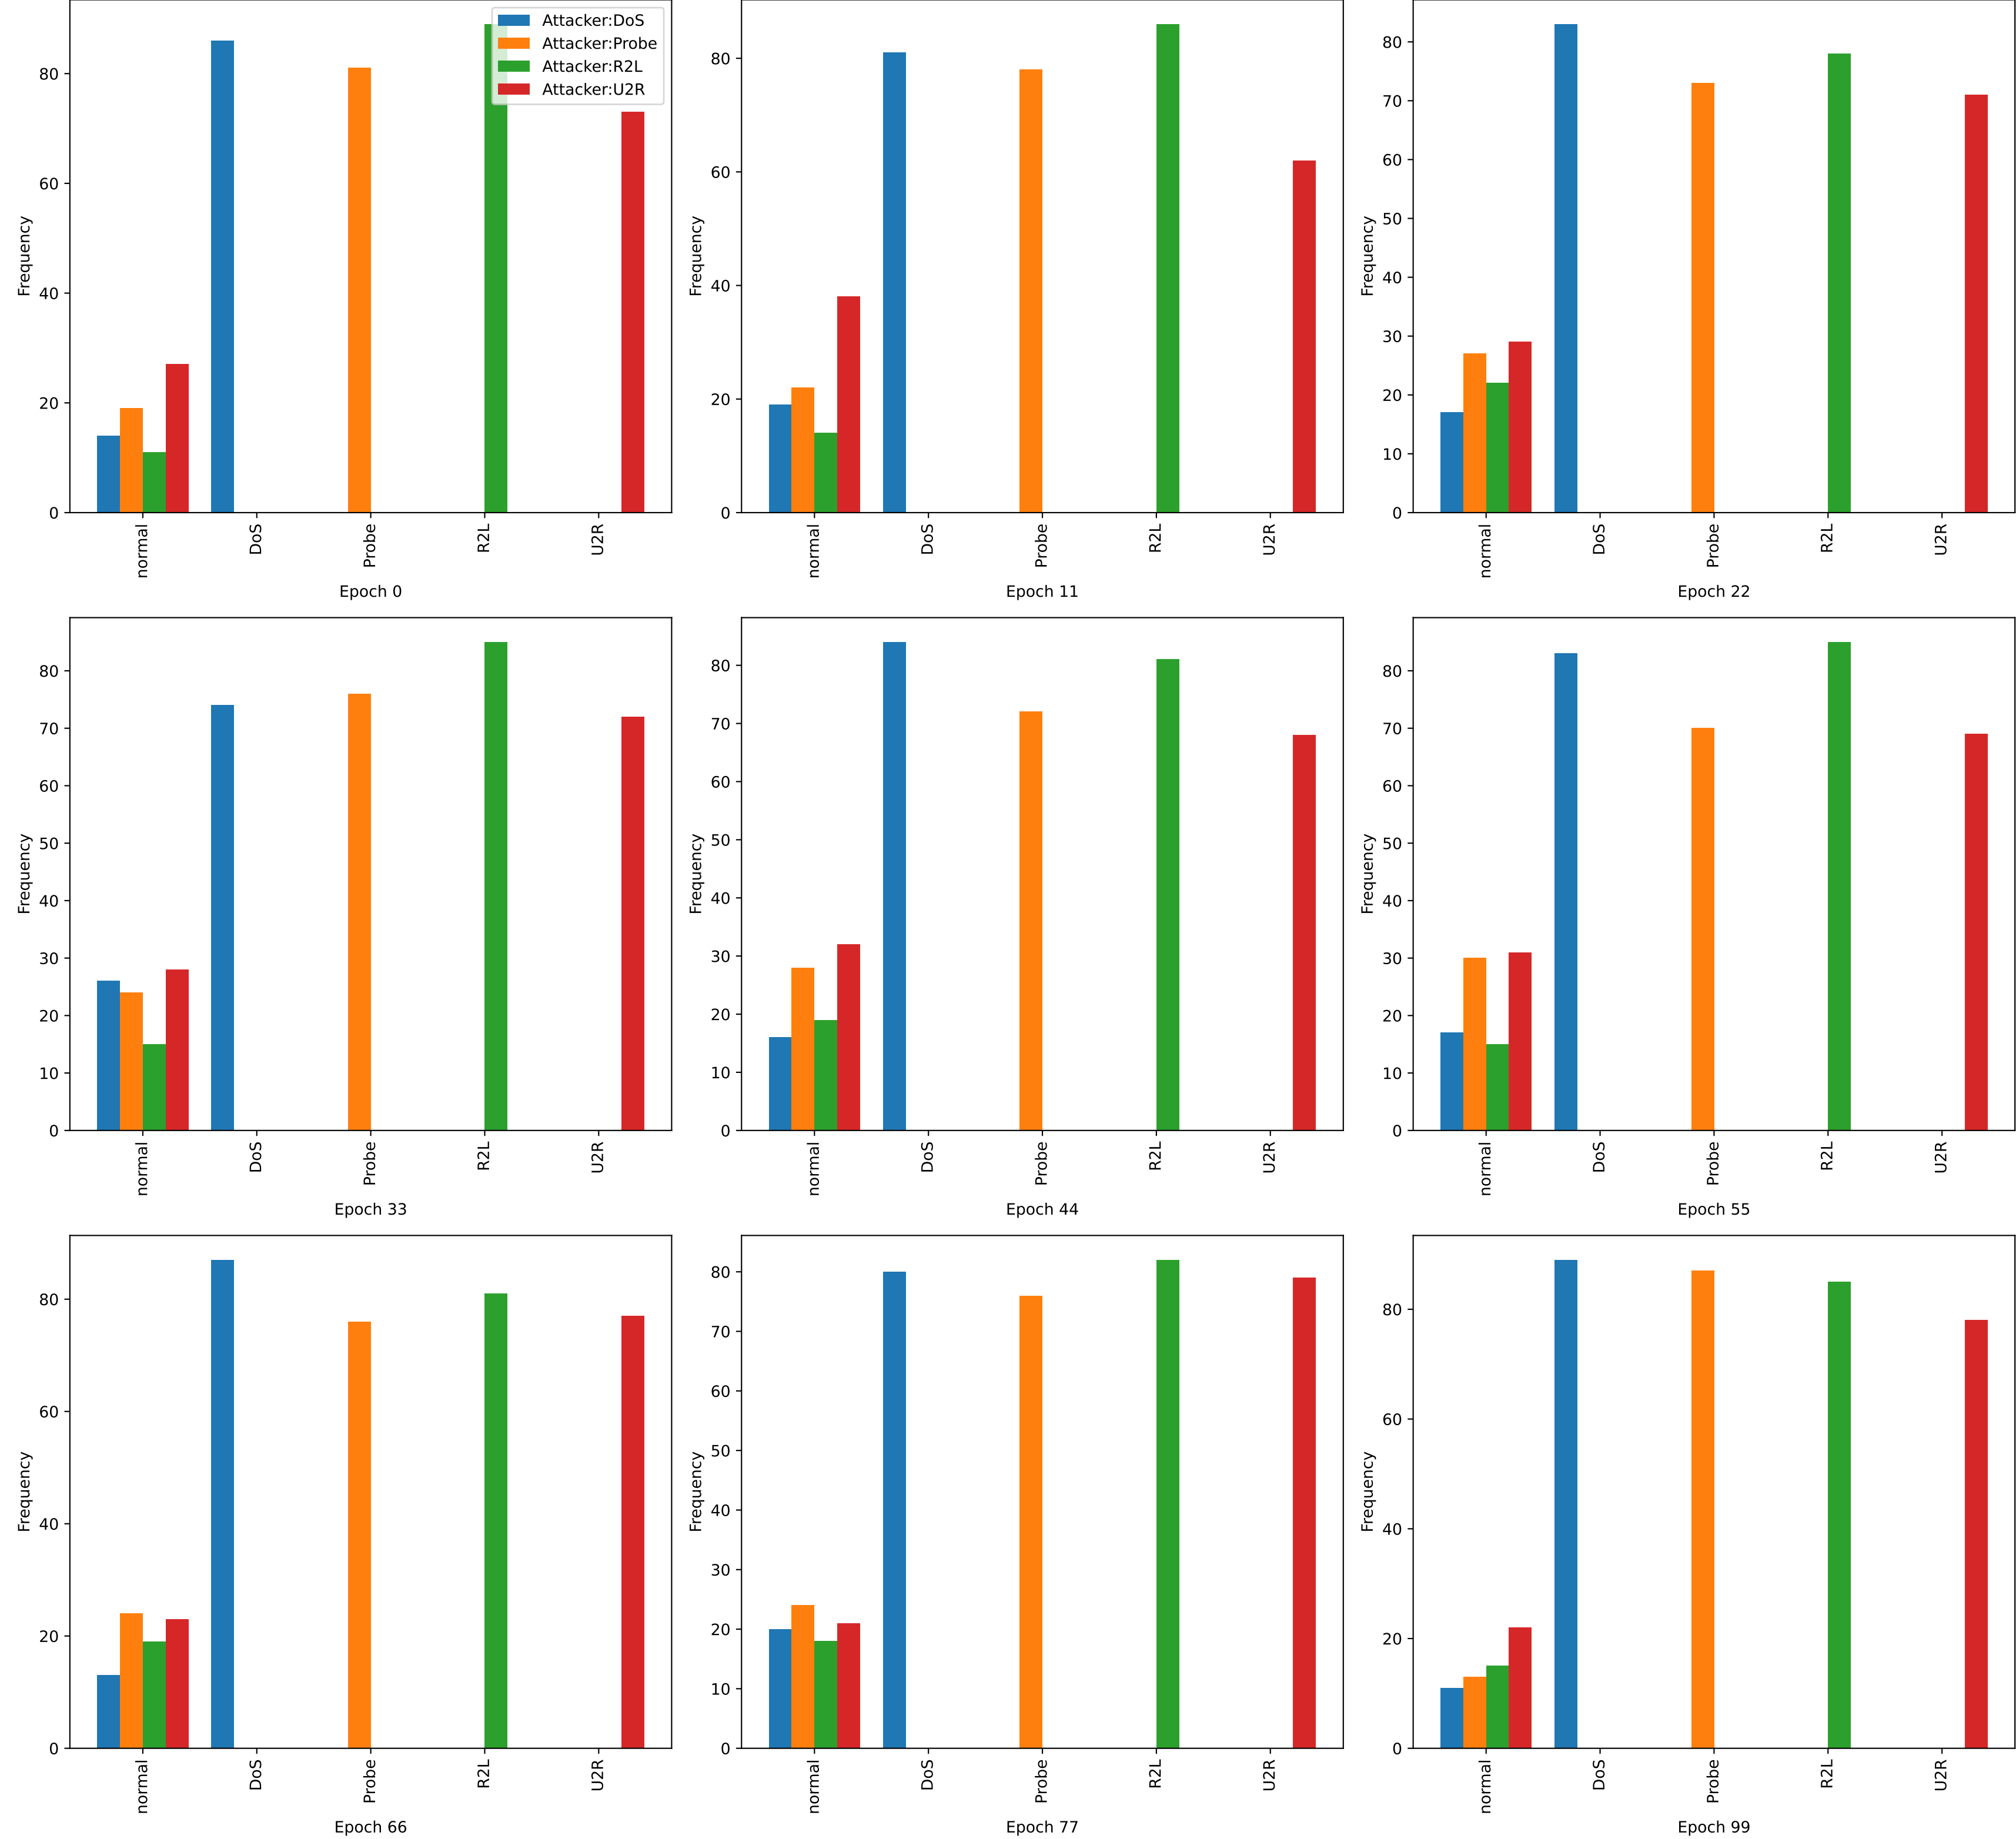 Attacker:DoS
Attacker:Probe
Attacker:R2L
Attacker:U2R
Frequency
80
60
40
20
0
normal
DoS
Probe
R2L
U2R
Epoch 0
Frequency
80
60
40
20
0
normal
DoS
Probe
R2L
U2R
Epoch 11
Frequency
80
70
60
50
40
30
20
10
0
normal
DoS
Probe
R2L
U2R
Epoch 22
Frequency
80
70
60
50
40
30
20
10
0
normal
DoS
Probe
R2L
U2R
Epoch 33
Frequency
80
70
60
50
40
30
20
10
0
normal
DoS
Probe
R2L
U2R
Epoch 44
Frequency
80
70
60
50
40
30
20
10
0
normal
DoS
Probe
R2L
U2R
Epoch 55
Frequency
80
60
40
20
0
normal
DoS
Probe
R2L
U2R
Epoch 66
Frequency
80
70
60
50
40
30
20
10
0
normal
DoS
Probe
R2L
U2R
Epoch 77
Frequency
80
60
40
20
0
normal
DoS
Probe
R2L
U2R
Epoch 99